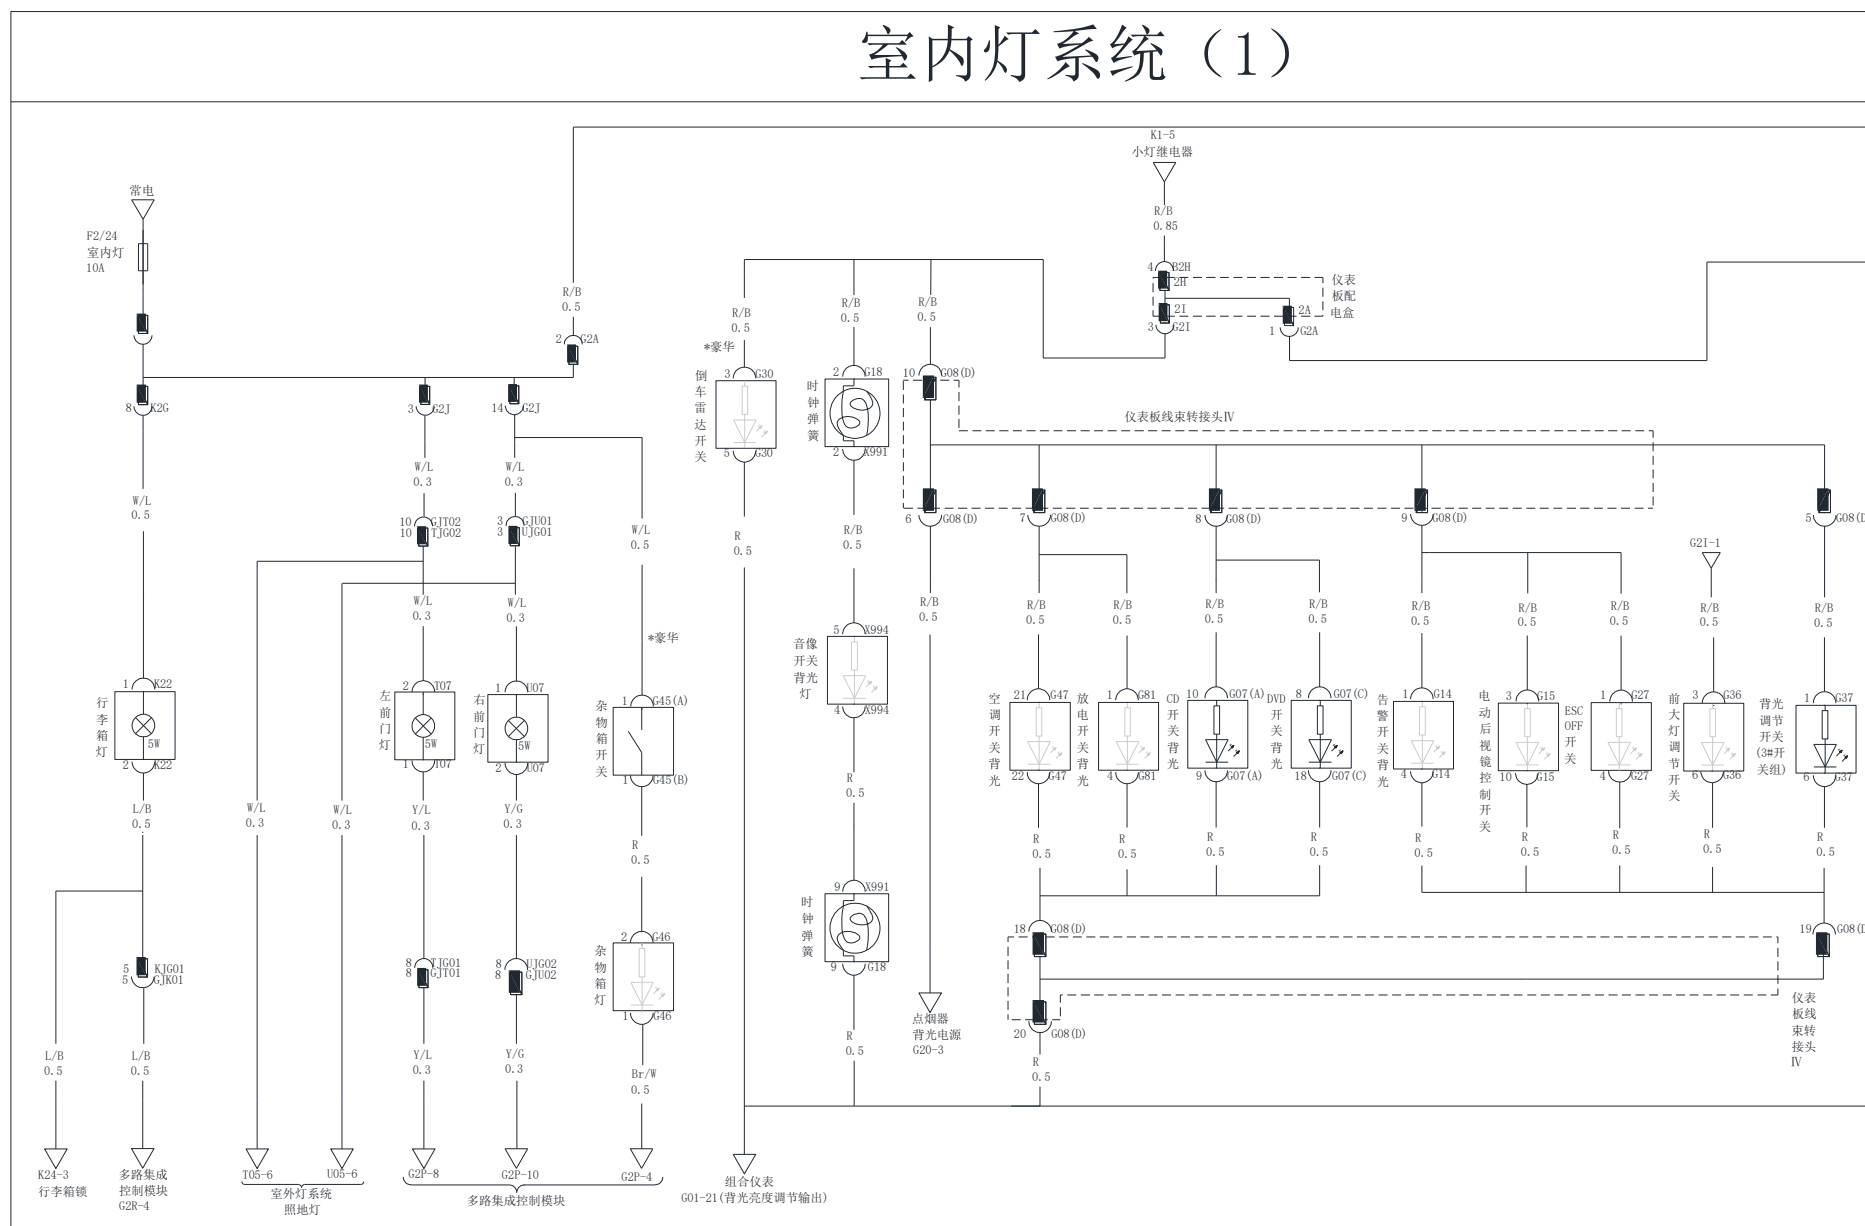 室内灯系统（1）
K1-5
小灯继电器
常电
F2/24
室内灯
10A
R/B
0.85
4 B2H
2H
2I
3 G2I
2A
1 G2A
仪表
板配
电盒
R/B
0.5
2 G2A
8 K2G
3 G2J
14 G2J
R/B
0.5
*豪华
R/B
0.5
R/B
0.5
倒车雷达开关
3 G30
5 G30
时钟弹簧
2 G18
2 X991
10 G08(D)
仪表板线束转接头Ⅳ
6 G08(D)
7 G08(D)
8 G08(D)
9 G08(D)
5 G08(D
W/L
0.5
W/L
0.3
W/L
0.3
10 GJT02
10 TJG02
3 GJU01
3 UJG01
W/L
0.5
R
0.5
R/B
0.5
G2I-1
W/L
0.3
W/L
0.3
*豪华
R/B
0.5
R/B
0.5
R/B
0.5
R/B
0.5
R/B
0.5
R/B
0.5
R/B
0.5
R/B
0.5
R/B
0.5
R/B
0.5
音像
开关
背光
灯
5 X994
4 X994
行李箱灯
1 K22
5W
2 K22
左前门灯
2 T07
5W
1 T07
右前门灯
1 U07
5W
2 U07
杂物箱开关
1 G45(A)
1 G45(B)
空调开关背光
21 G47
22 G47
放电开关背光
1 G81
4 G81
CD
开关背光
10 G07(A)
9 G07(A)
DVD
开关背光
8 G07(C)
18 G07(C)
告警开关背光
1 G14
4 G14
电动后视镜控制开关
3 G15
10 G15
ESC
OFF
开
关
1 G27
4 G27
前大灯调节开关
3 G36
6 G36
背光
调节
开关
(3#开
关组)
1 G37
6 G37
L/B
0.5
W/L
0.3
W/L
0.3
Y/L
0.3
Y/G
0.3
R
0.5
R
0.5
R
0.5
R
0.5
R
0.5
R
0.5
R
0.5
R
0.5
R
0.5
R
0.5
R
0.5
时钟弹簧
9 X991
9 G18
杂物箱灯
2 G46
1 G46
5 KJG01
5 GJK01
8 TJG01
8 GJT01
8 UJG02
8 GJU02
18 G08(D)
19 G08(D
20 G08(D)
仪表
板线
束转
接头
Ⅳ
点烟器
背光电源
G20-3
L/B
0.5
L/B
0.5
Y/L
0.3
Y/G
0.3
Br/W
0.5
R
0.5
R
0.5
K24-3
行李箱锁
多路集成
控制模块
G2R-4
T05-6
U05-6
室外灯系统
照地灯
G2P-8
G2P-10
G2P-4
多路集成控制模块
组合仪表
G01-21(背光亮度调节输出)